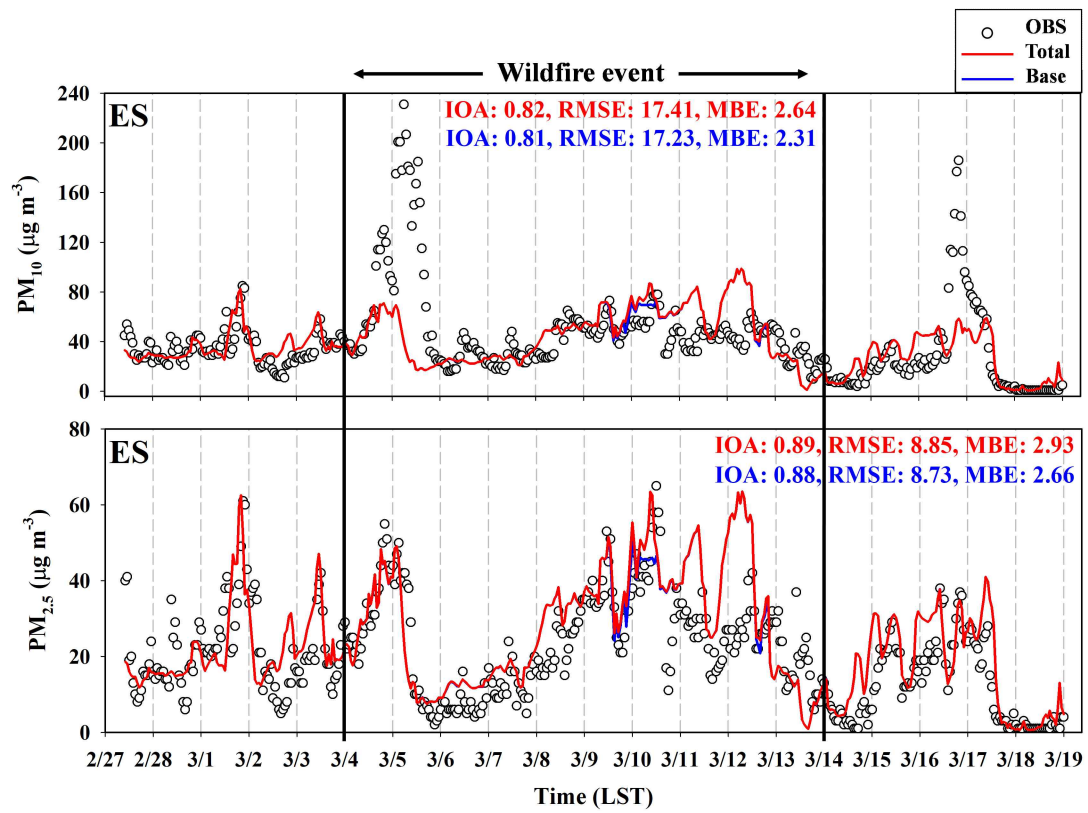 OBS
Total
Base
Wildfire event
ES
IOA: 0.82, RMSE: 17.41, MBE: 2.64
IOA: 0.81, RMSE: 17.23, MBE: 2.31
PM10 (μg m-3)
240
200
160
120
80
40
0
ES
IOA: 0.89, RMSE: 8.85, MBE: 2.93
IOA: 0.88, RMSE: 8.73, MBE: 2.66
PM2.5 (μg m-3)
80
60
40
20
0
2/27 2/28 3/1 3/2 3/3 3/4 3/5 3/6 3/7 3/8 3/9 3/10 3/11 3/12 3/13 3/14 3/15 3/16 3/17 3/18 3/19
Time (LST)